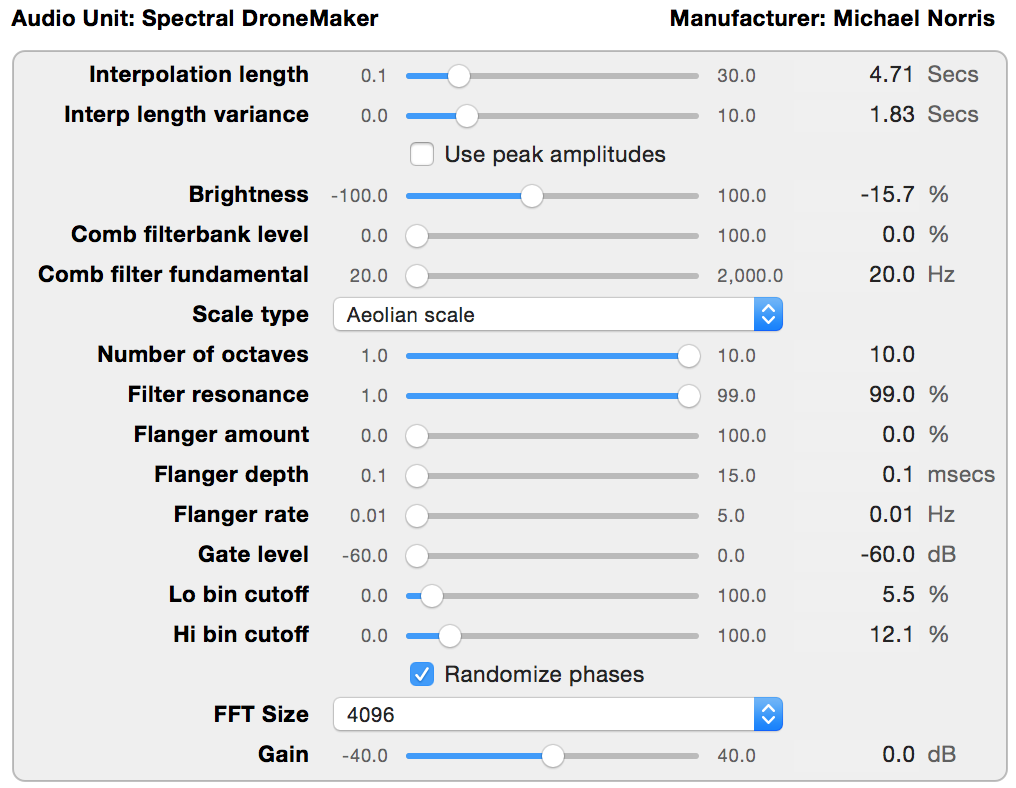 Audio Unit: Spectral DroneMaker Manufacturer: Michael Norris
Interpolation length 0.1 30.0 4.71 Secs
Interp length variance 0.0 10.0 1.83 Secs
Use peak amplitudes
Brightness -100.0 100.0 -15.7 %
Comb filterbank level 0.0 100.0 0.0 %
Comb filter fundamental 20.0 2,000.0 20.0 Hz
Scale type Aeolian scale
Number of octaves 1.0 10.0 10.0
Filter resonance 1.0 99.0 99.0 %
Flanger amount 0.0 100.0 0.0 %
Flanger depth 0.1 15.0 0.1 msecs
Flanger rate 0.01 5.0 0.01 Hz
Gate level -60.0 0.0 -60.0 dB
Lo bin cutoff 0.0 100.0 5.5 %
Hi bin cutoff 0.0 100.0 12.1 %
Randomize phases
FFT Size 4096
Gain -40.0 40.0 0.0 dB